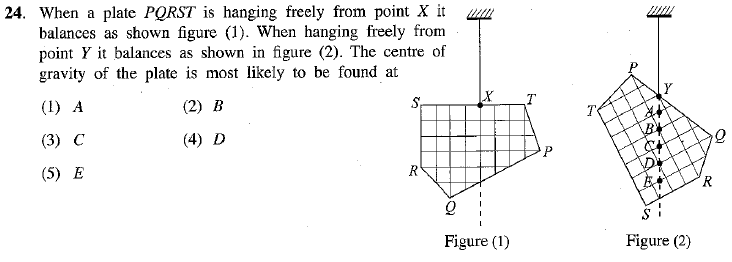 24. When a plate PQRST is hanging freely from point X it
balances as shown figure (1). When hanging freely from
point Y it balances as shown in figure (2). The centre of
gravity of the plate is most likely to be found at
(1) A (2) B
(3) C (4) D
(5) E
S X T
P
R
Q
Figure (1)
P
Y
T A
B Q
C
D
E R
S
Figure (2)